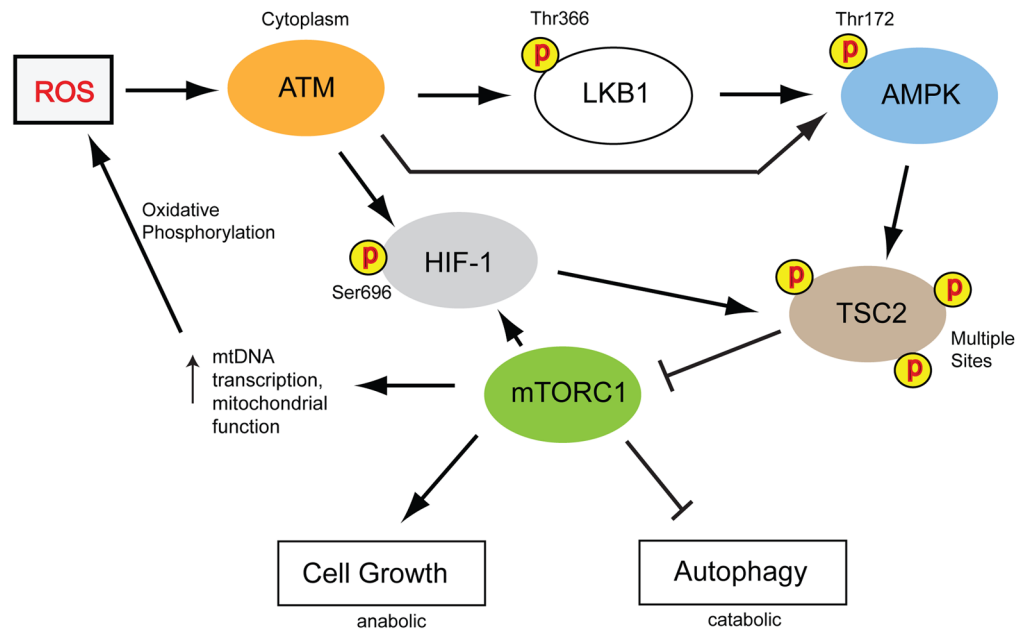 Cytoplasm
Thr366
Thr172
P
P
ROS
ATM
LKB1
AMPK
Oxidative
Phosphorylation
P
HIF-1
Ser696
P
P
TSC2
Multiple
Sites
P
mtDNA
transcription,
mitochondrial
function
mTORC1
Cell Growth
anabolic
Autophagy
catabolic